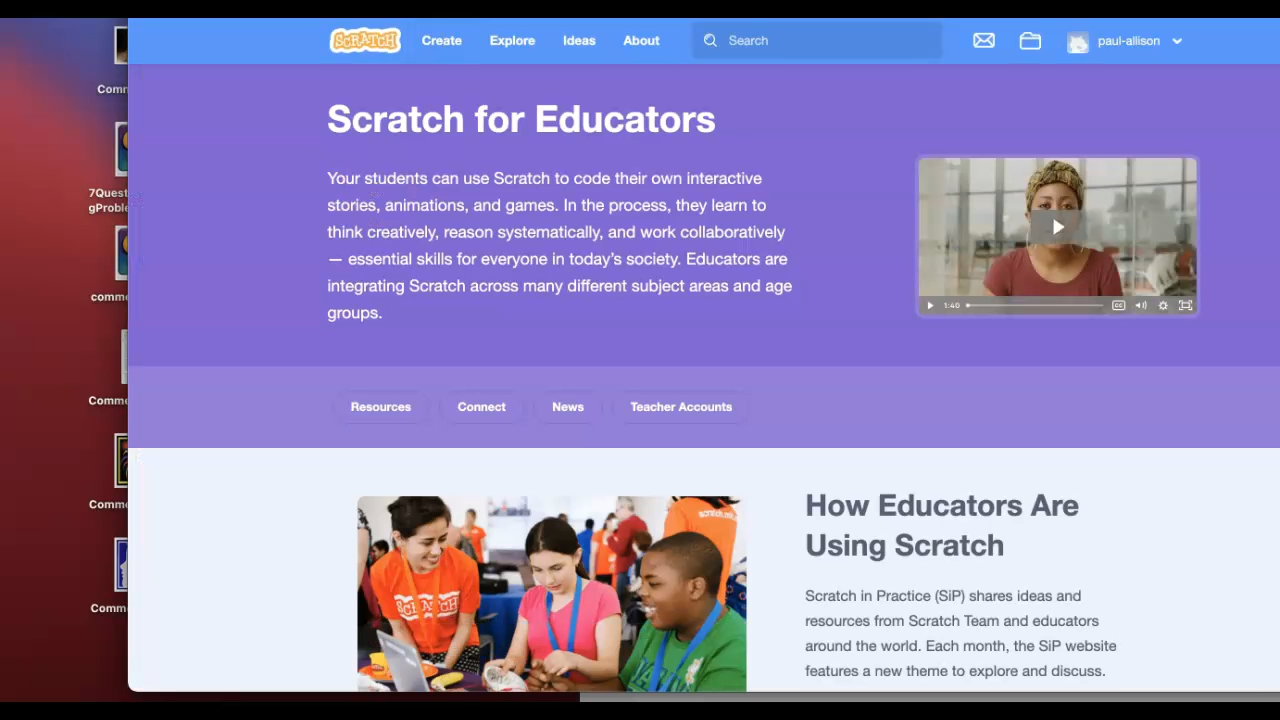 SCRATCH
Create
Explore
Ideas
About
Search
paul-allison
Scratch for Educators
Your students can use Scratch to code their own interactive
stories, animations, and games. In the process, they learn to
think creatively, reason systematically, and work collaboratively
— essential skills for everyone in today’s society. Educators are
integrating Scratch across many different subject areas and age
groups.
1:40
CC
Resources
Connect
News
Teacher Accounts
How Educators Are
Using Scratch
Scratch in Practice (SiP) shares ideas and
resources from Scratch Team and educators
around the world. Each month, the SiP website
features a new theme to explore and discuss.
SCRATCH